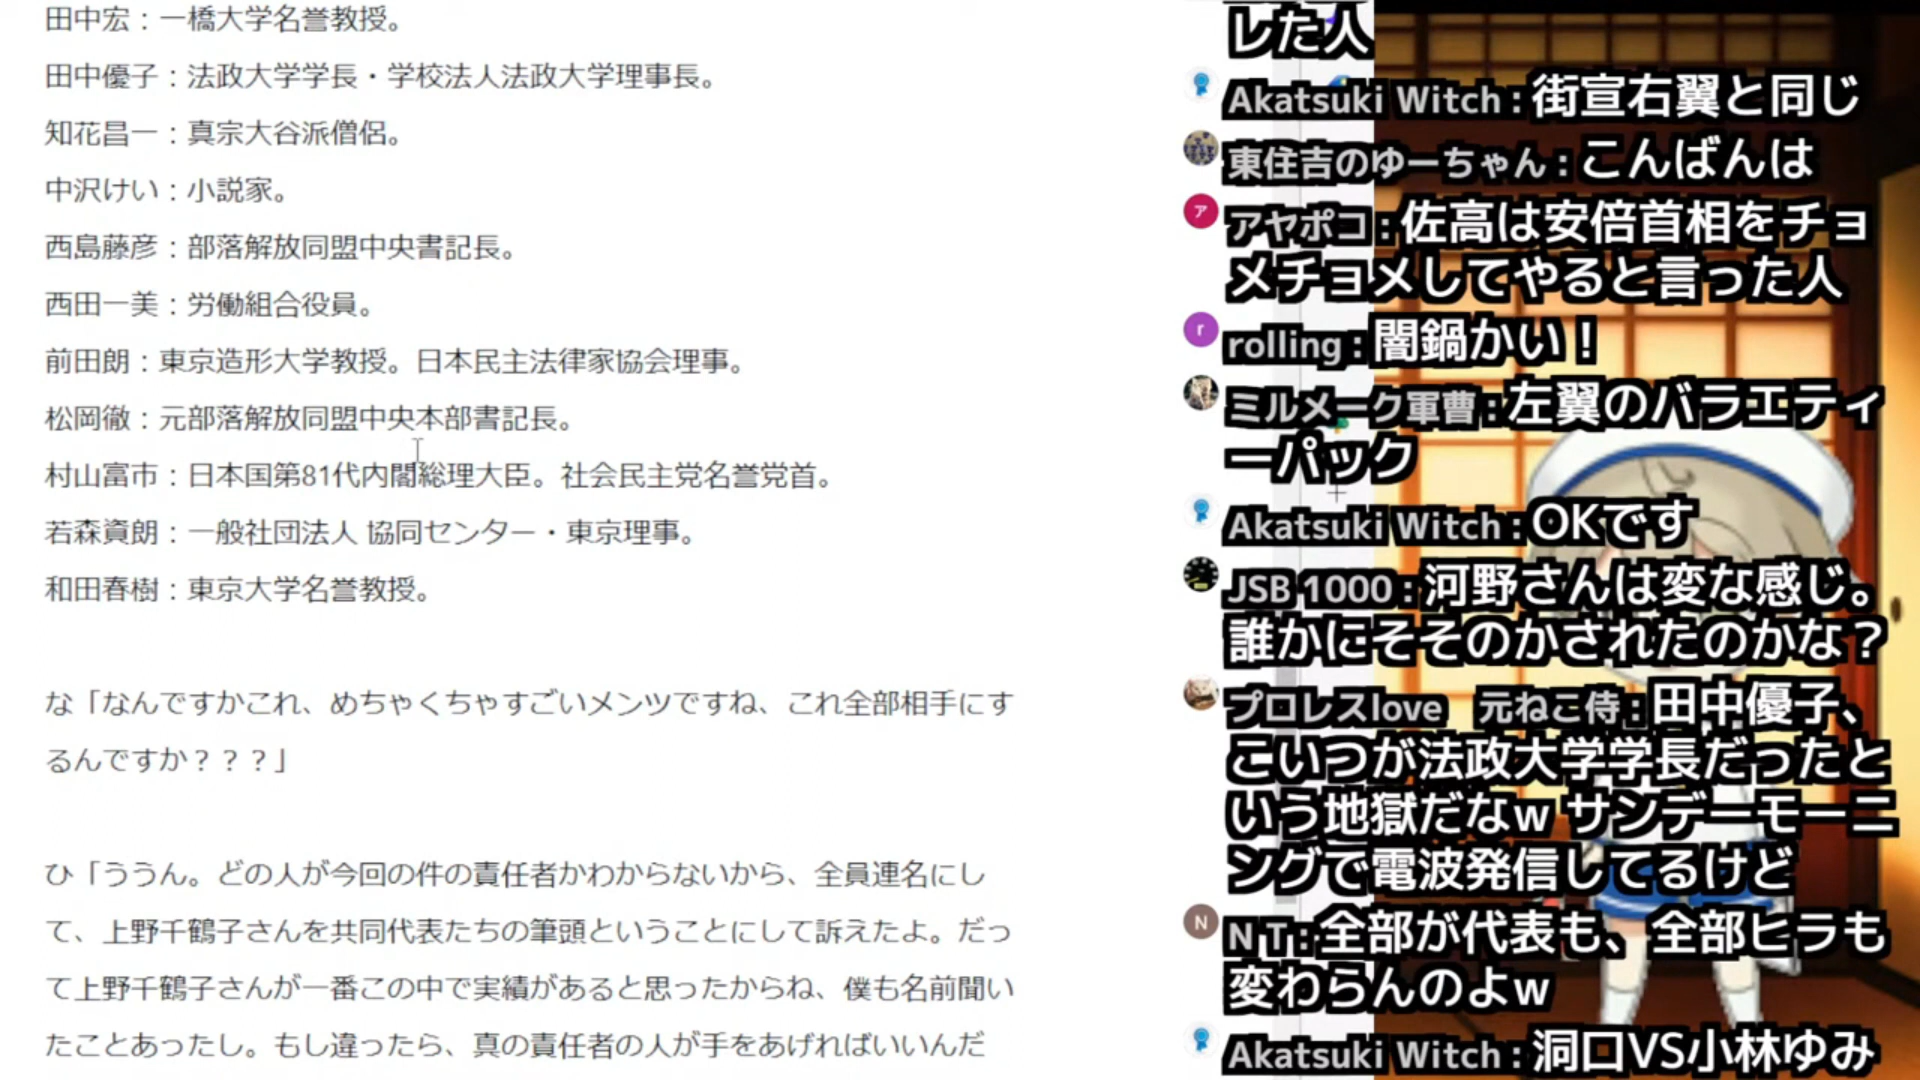 田中宏：一橋大学名誉教授。
田中優子：法政大学学長・学校法人法政大学理事長。
知花昌一：真宗大谷派僧侶。
中沢けい：小説家。
西島藤彦：部落解放同盟中央書記長。
西田一美：労働組合役員。
前田朗：東京造形大学教授。日本民主法律家協会理事。
松岡徹：元部落解放同盟中央本部書記長。
村山富市：日本国第81代内閣総理大臣。社会民主党名誉党首。
若森資朗：一般社団法人 協同センター・東京理事。
和田春樹：東京大学名誉教授。
な「なんですかこれ、めちゃくちゃすごいメンツですね、これ全部相手にす
るんですか？？？」
ひ「ううん。どの人が今回の件の責任者かわからないから、全員連名にし
て、上野千鶴子さんを共同代表たちの筆頭ということにして訴えたよ。だっ
て上野千鶴子さんが一番この中で実績があると思ったからね、僕も名前聞い
たことあったし。もし違ったら、真の責任者の人が手をあげればいいんだ
した人
Akatsuki Witch : 街宣右翼と同じ
東住吉のゆーちゃん : こんばんは
ア
アヤポコ : 佐高は安倍首相をチョ
メチョメしてやると言った人
r
rolling : 闇鍋かい！
ミルメーク軍曹 : 左翼のバラエティ
ーパック
Akatsuki Witch : OKです
JSB 1000 : 河野さんは変な感じ。
誰かにそそのかされたのかな？
プロレスlove　元ねこ侍 : 田中優子、
こいつが法政大学学長だったと
いう地獄だなw サンデーモーニ
ングで電波発信してるけど
N
N T : 全部が代表も、全部ヒラも
変わらんのよw
Akatsuki Witch : 洞口VS小林ゆみ